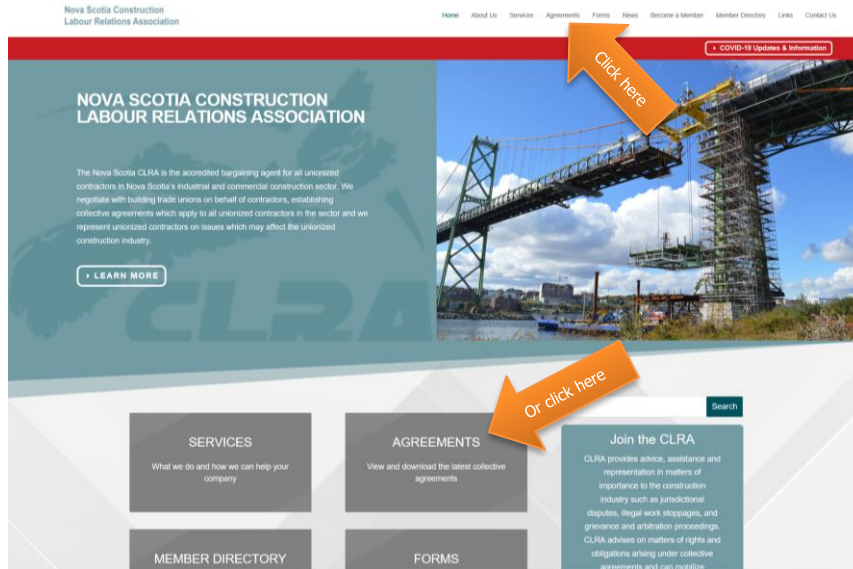 Nova Scotia Construction
Labour Relations Association
Home About Us Services Agreements Forms News Become a Member Member Directory Links Contact Us
Click here
COVID-19 Updates & Information
NOVA SCOTIA CONSTRUCTION
LABOUR RELATIONS ASSOCIATION
The Nova Scotia CLRA is the accredited bargaining agent for all unionized
contractors in Nova Scotia's industrial and commercial construction sector. We
negotiate with building trade unions on behalf of contractors, establishing
collective agreements which apply to all unionized contractors in the sector and we
represent unionized contractors on issues which may affect the unionized
construction industry.
LEARN MORE
CLRA
Or click here
Search
SERVICES
What we do and how we can help your
company
AGREEMENTS
View and download the latest collective
agreements
Join the CLRA
CLRA provides advice, assistance and
representation in matters of
importance to the construction
industry such as jurisdictional
disputes, illegal work stoppages, and
grievance and arbitration proceedings.
CLRA advises on matters of rights and
obligations arising under collective
agreements and can mobilize
MEMBER DIRECTORY
FORMS